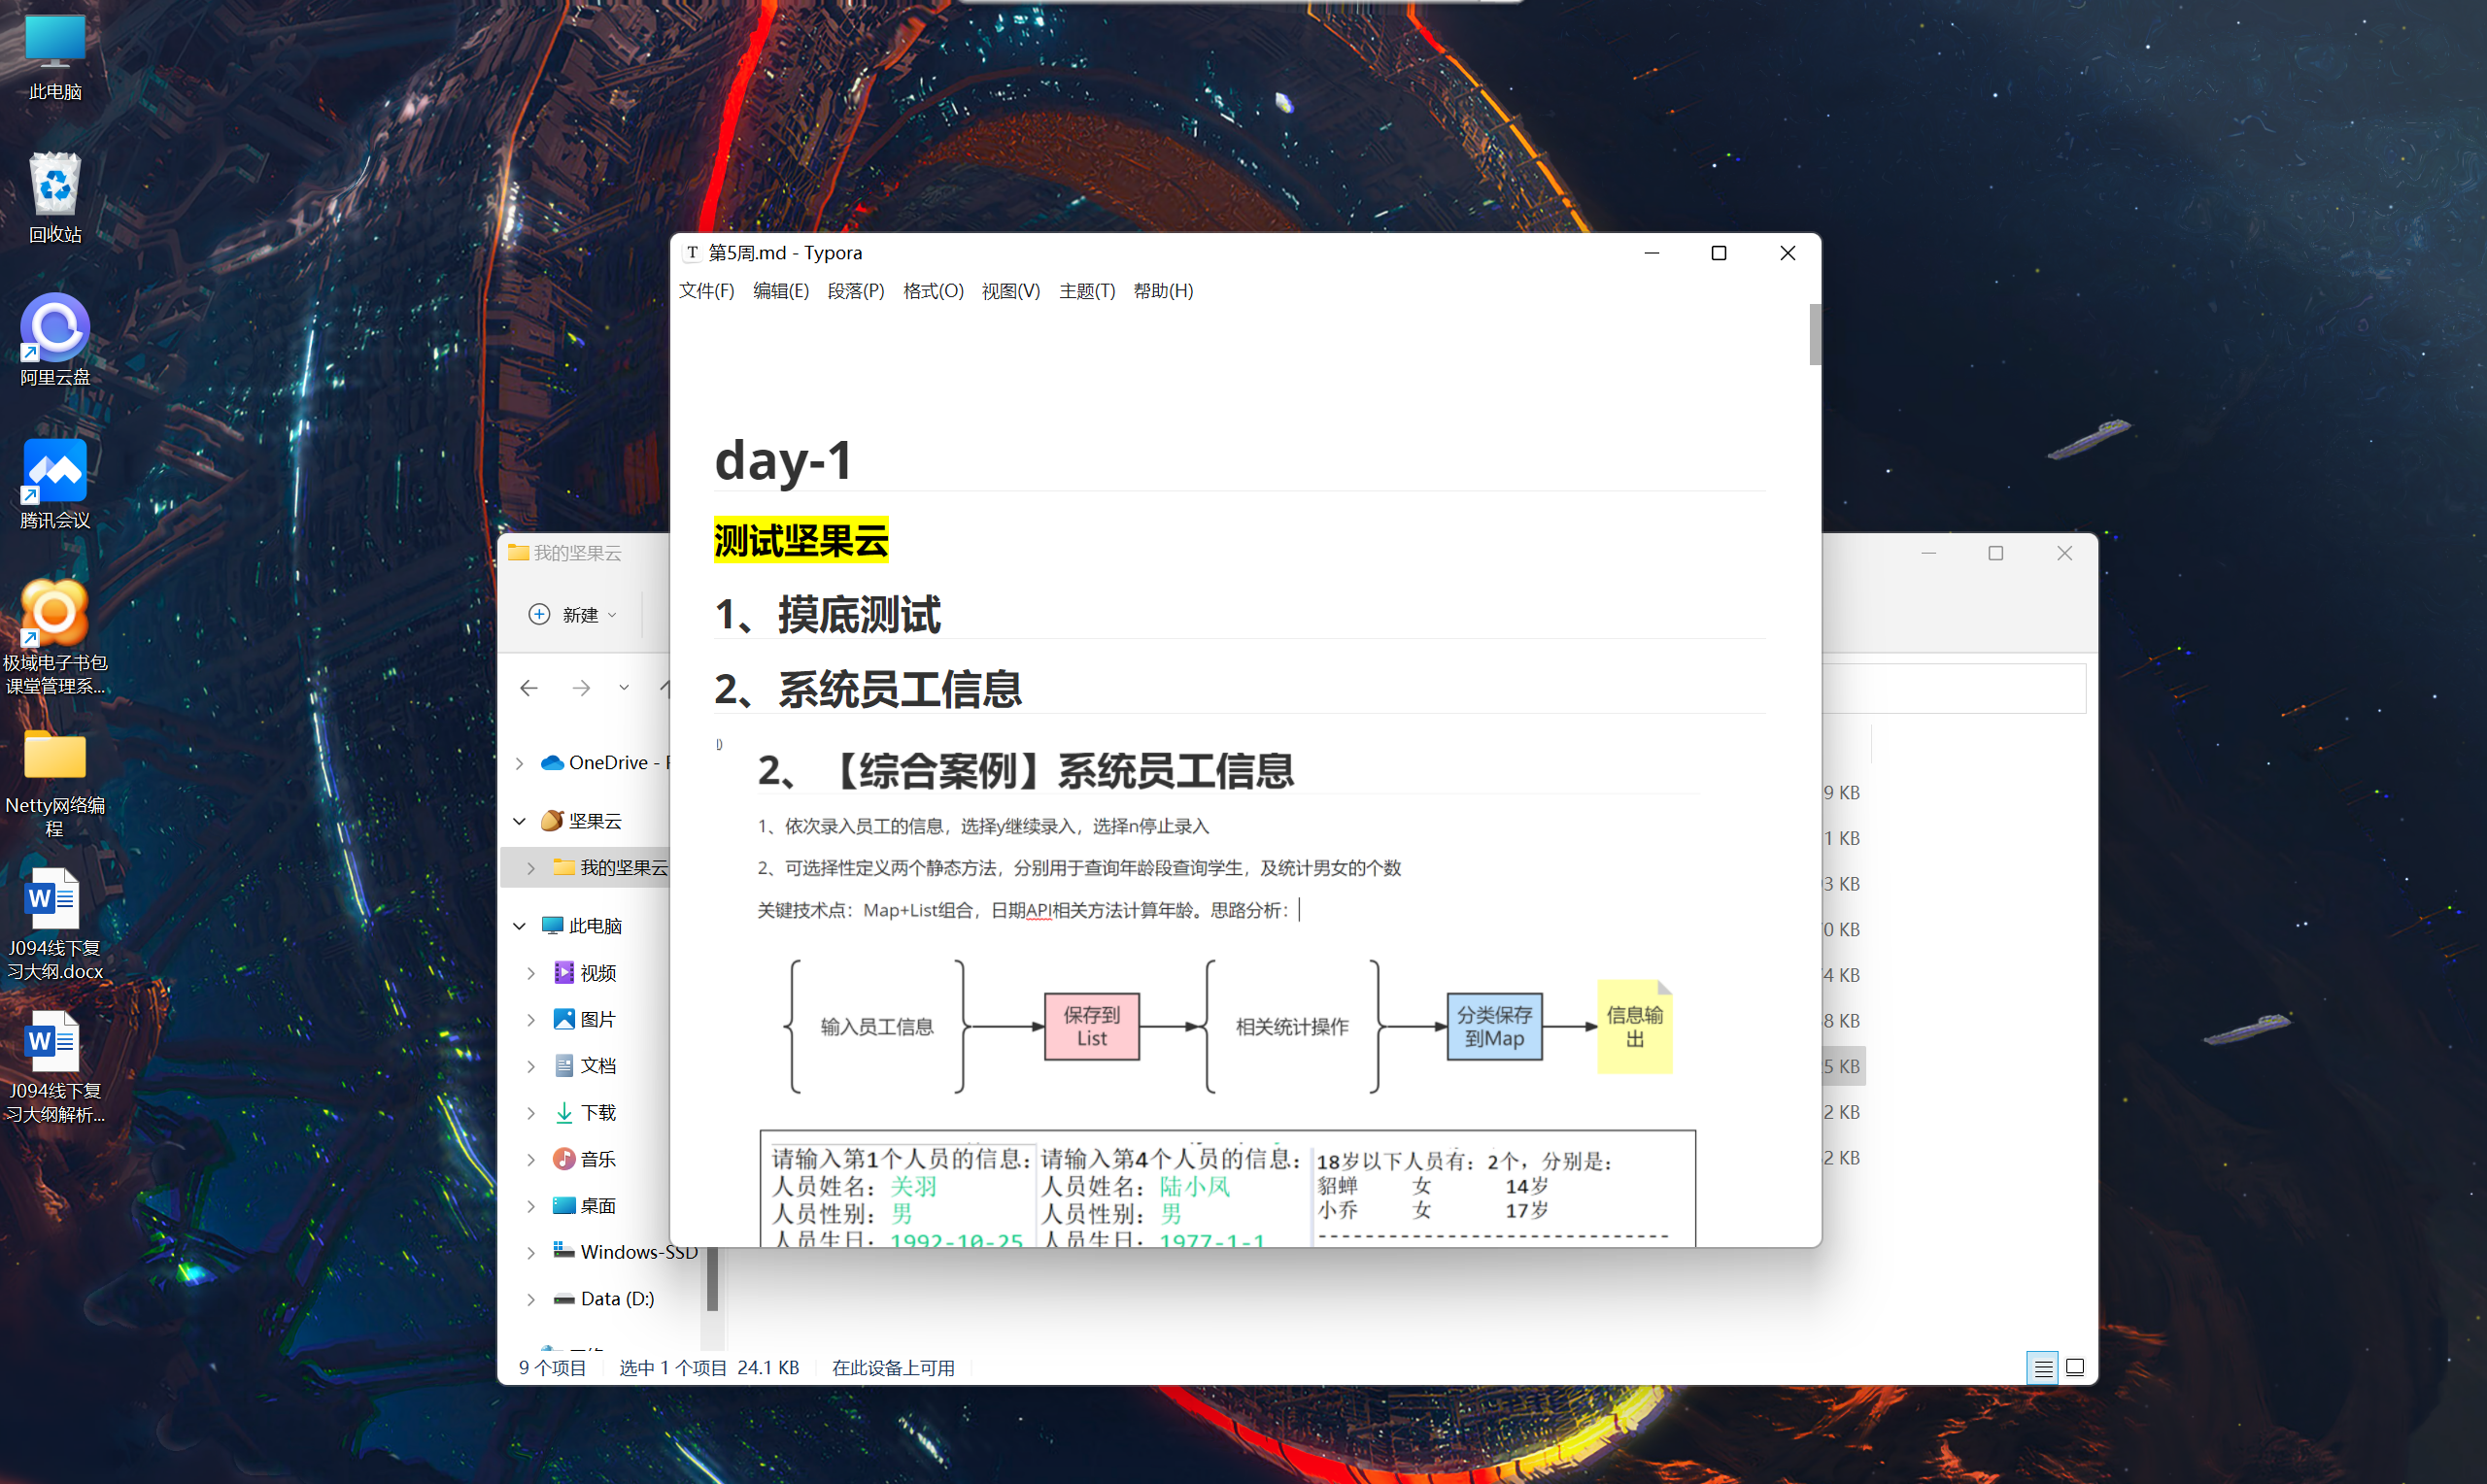 此电脑
回收站
阿里云盘
腾讯会议
极域电子书包
课堂管理系...
Netty网络编
程
J094线下复
习大纲.docx
J094线下复
习大纲解析...
第5周.md - Typora
文件(F) 编辑(E) 段落(P) 格式(O) 视图(V) 主题(T) 帮助(H)
day-1
测试坚果云
1、摸底测试
2、系统员工信息
2、【综合案例】系统员工信息
1、依次录入员工的信息，选择y继续录入，选择n停止录入
2、可选择性定义两个静态方法，分别用于查询年龄段查询学生，及统计男女的个数
关键技术点：Map+List组合，日期API相关方法计算年龄。思路分析：
输入员工信息
保存到
List
相关统计操作
分类保存
到Map
信息输
出
请输入第1个人员的信息：
人员姓名：关羽
人员性别：男
人员生日：1992-10-25
请输入第4个人员的信息：
人员姓名：陆小凤
人员性别：男
人员生日：1977-1-1
18岁以下人员有：2个，分别是：
貂蝉 女 14岁
小乔 女 17岁
------------------------------
我的坚果云
新建
OneDrive -
坚果云
我的坚果云
此电脑
视频
图片
文档
下载
音乐
桌面
Windows-SSD
Data (D:)
9 KB
1 KB
3 KB
0 KB
4 KB
8 KB
5 KB
2 KB
2 KB
9 个项目 选中 1 个项目 24.1 KB 在此设备上可用